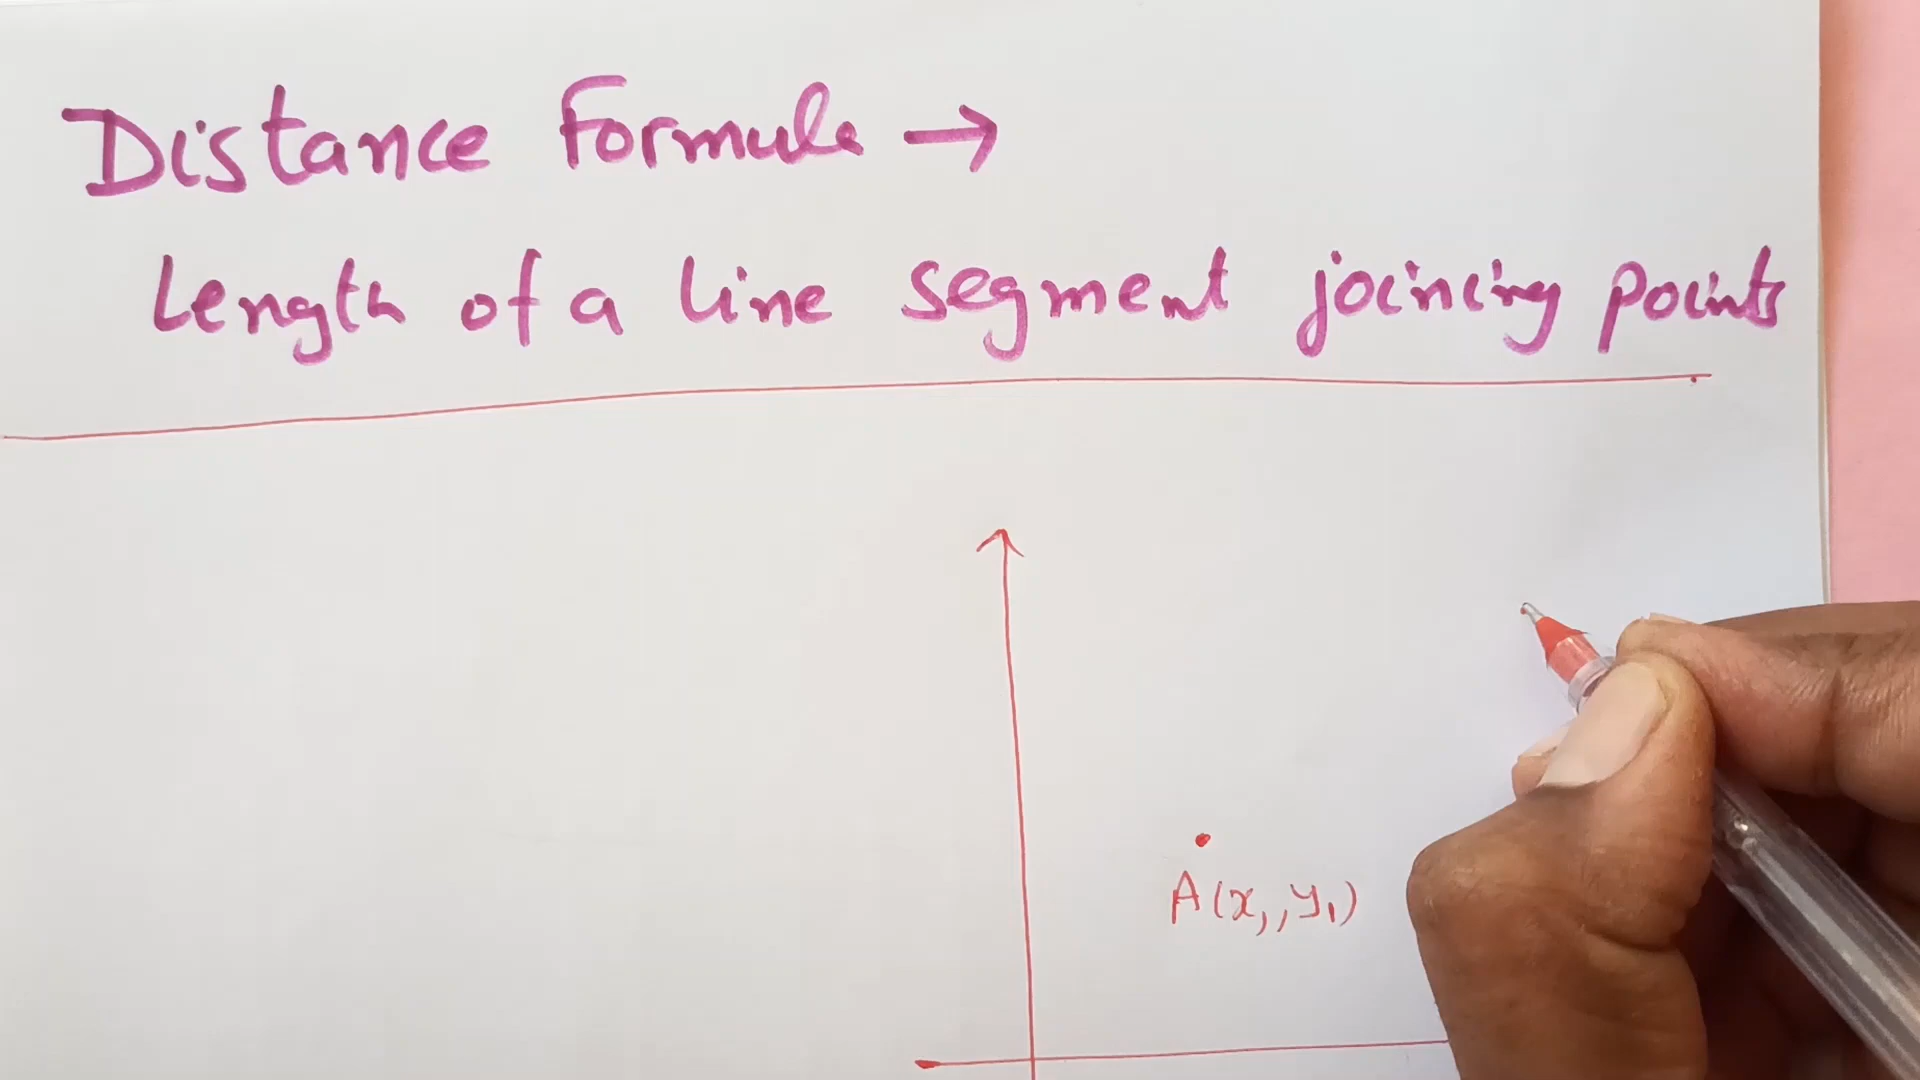 Distance Formula →
Length of a line segment joining points
A(x₁, y₁)